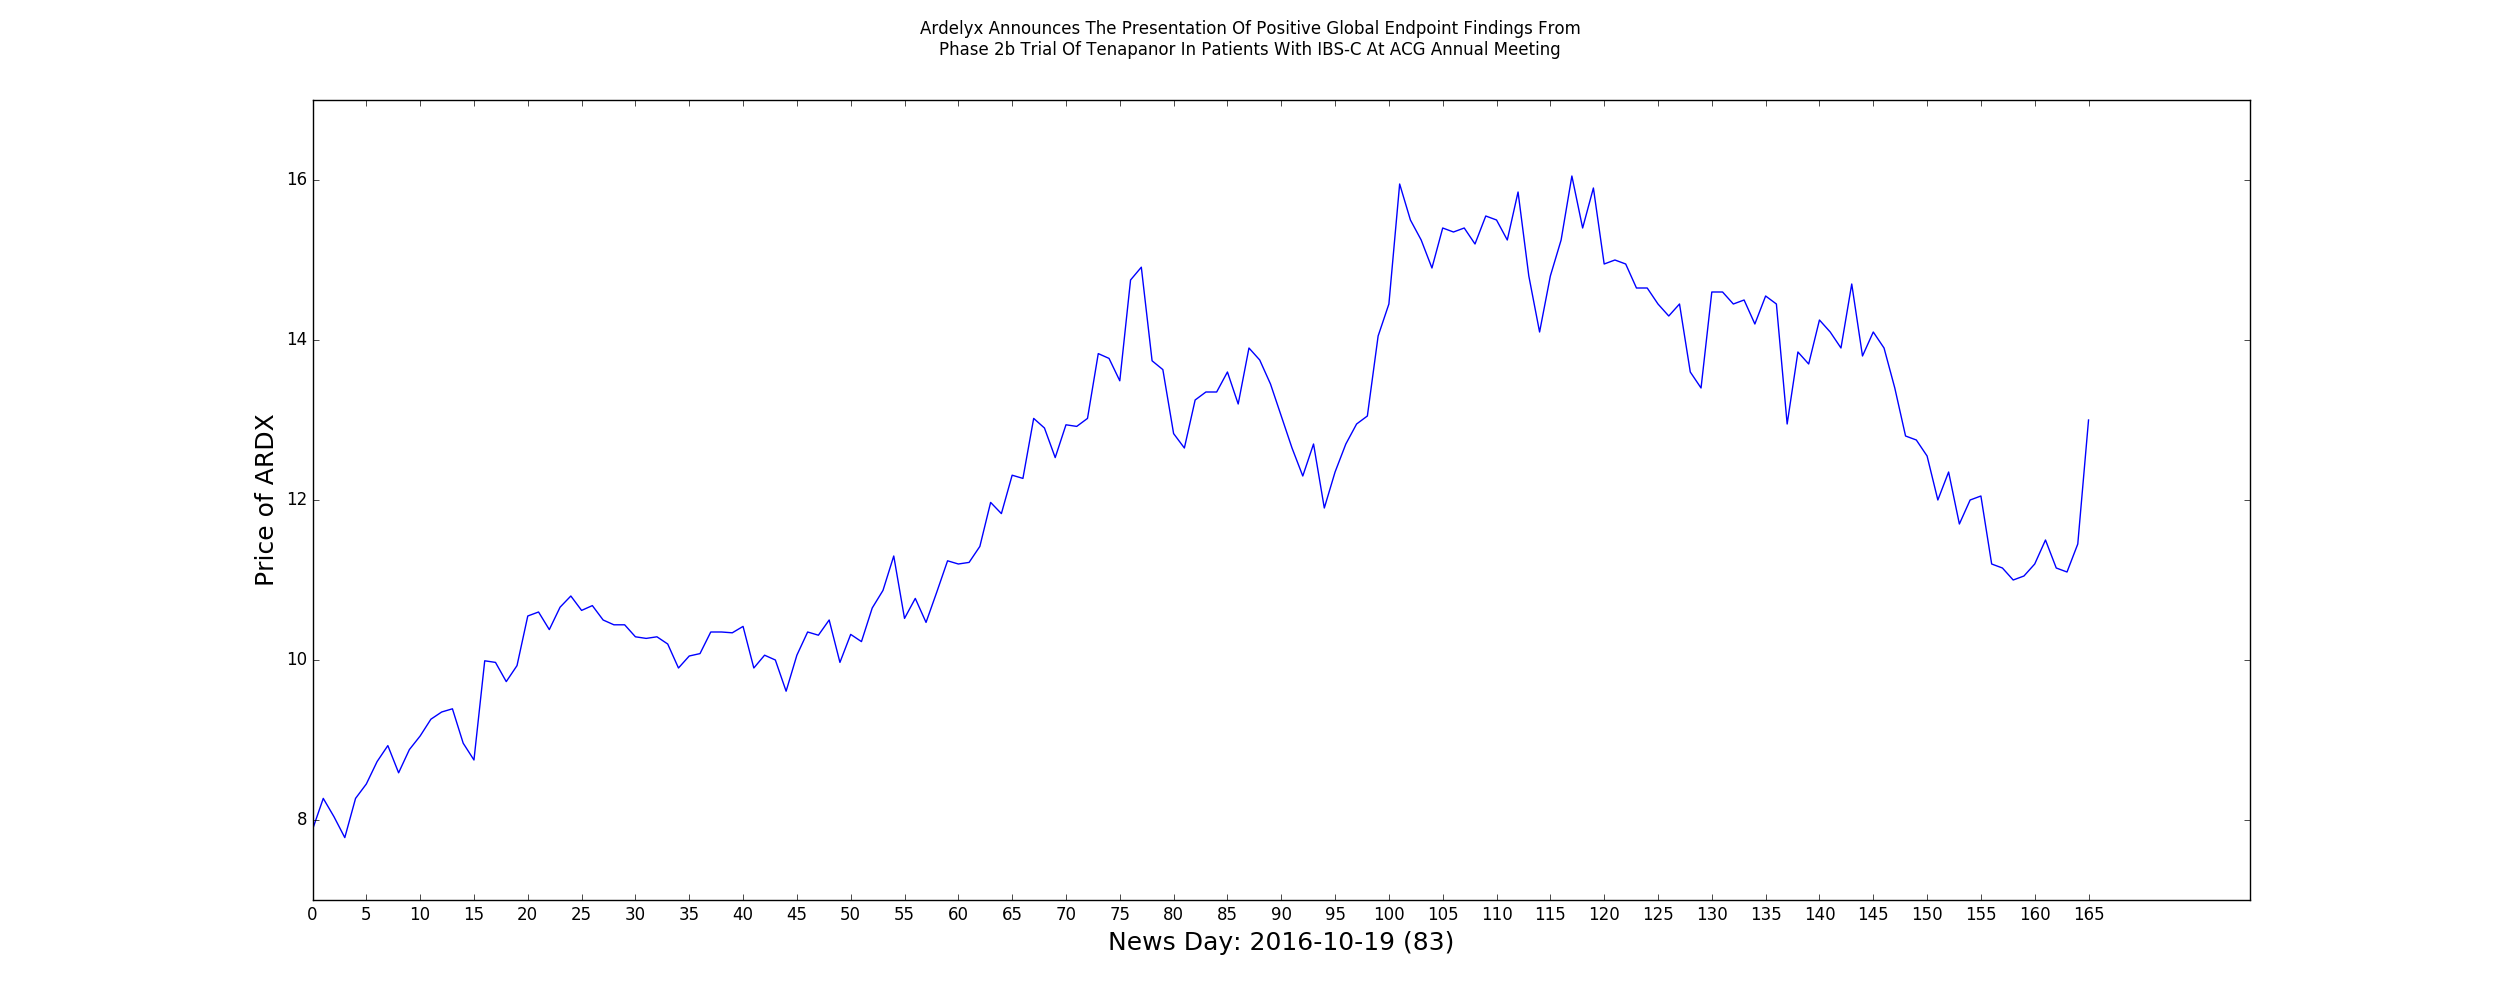 Ardelyx Announces The Presentation Of Positive Global Endpoint Findings From
Phase 2b Trial Of Tenapanor In Patients With IBS-C At ACG Annual Meeting
Price of ARDX
16
14
12
10
8
0 5 10 15 20 25 30 35 40 45 50 55 60 65 70 75 80 85 90 95 100 105 110 115 120 125 130 135 140 145 150 155 160 165
News Day: 2016-10-19 (83)